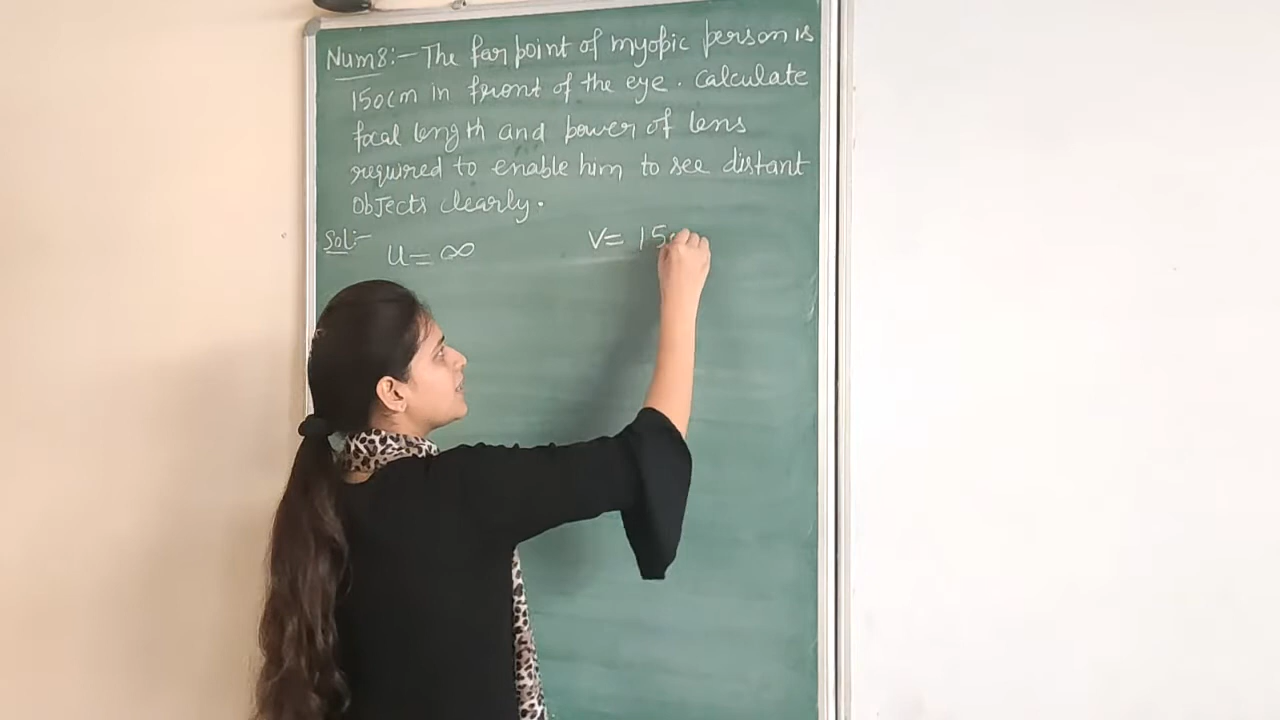 Num8:- The far point of myopic person is
150cm in front of the eye. Calculate
focal length and power of lens
required to enable him to see distant
objects clearly.
Sol:- u = ∞ v = 15